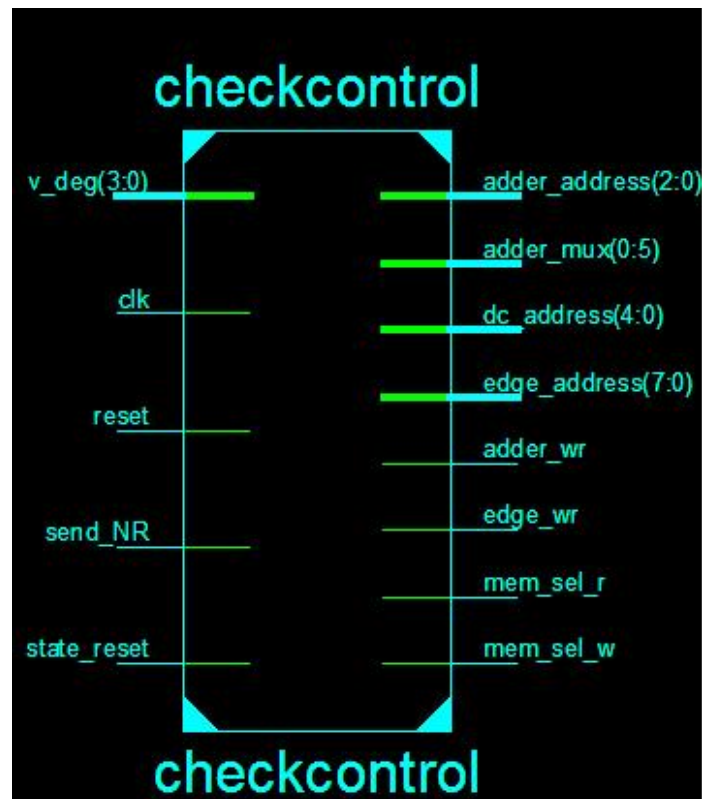 checkcontrol
v_deg(3:0)
adder_address(2:0)
adder_mux(0:5)
clk
dc_address(4:0)
edge_address(7:0)
reset
adder_wr
edge_wr
send_NR
mem_sel_r
state_reset
mem_sel_w
checkcontrol